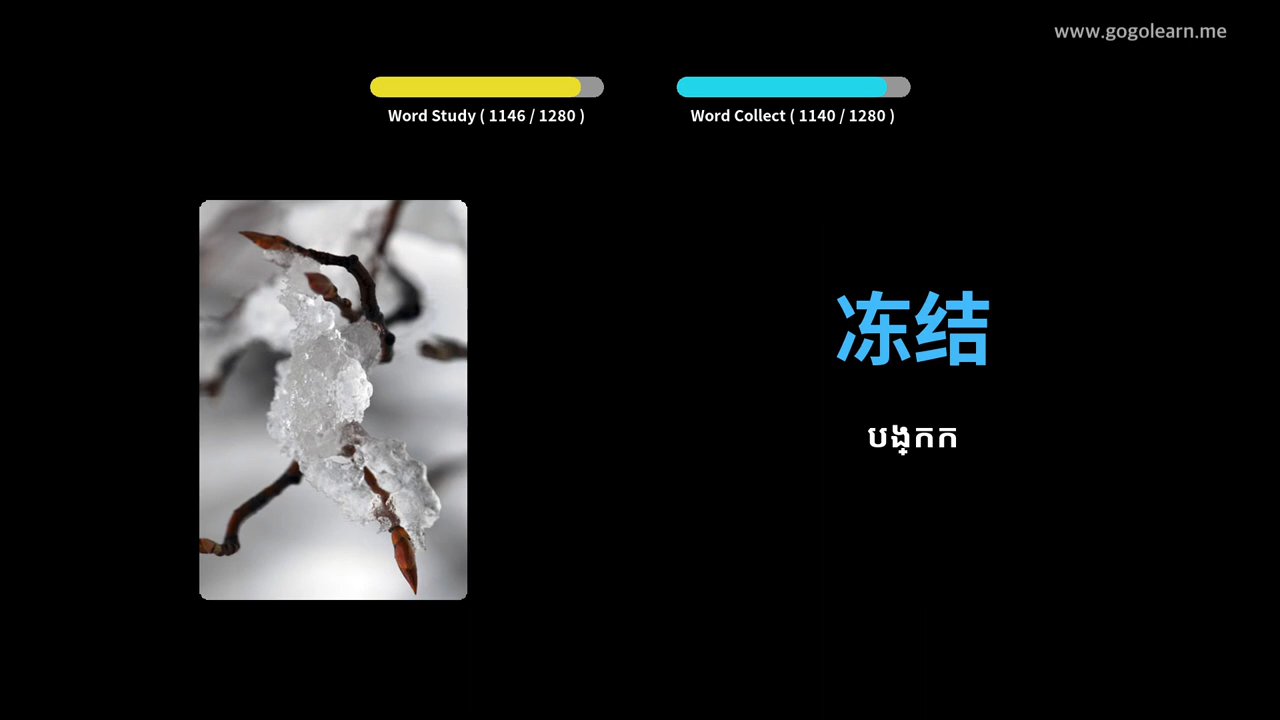 www.gogolearn.me
Word Study ( 1146 / 1280 )
Word Collect ( 1140 / 1280 )
冻结
បង្កក